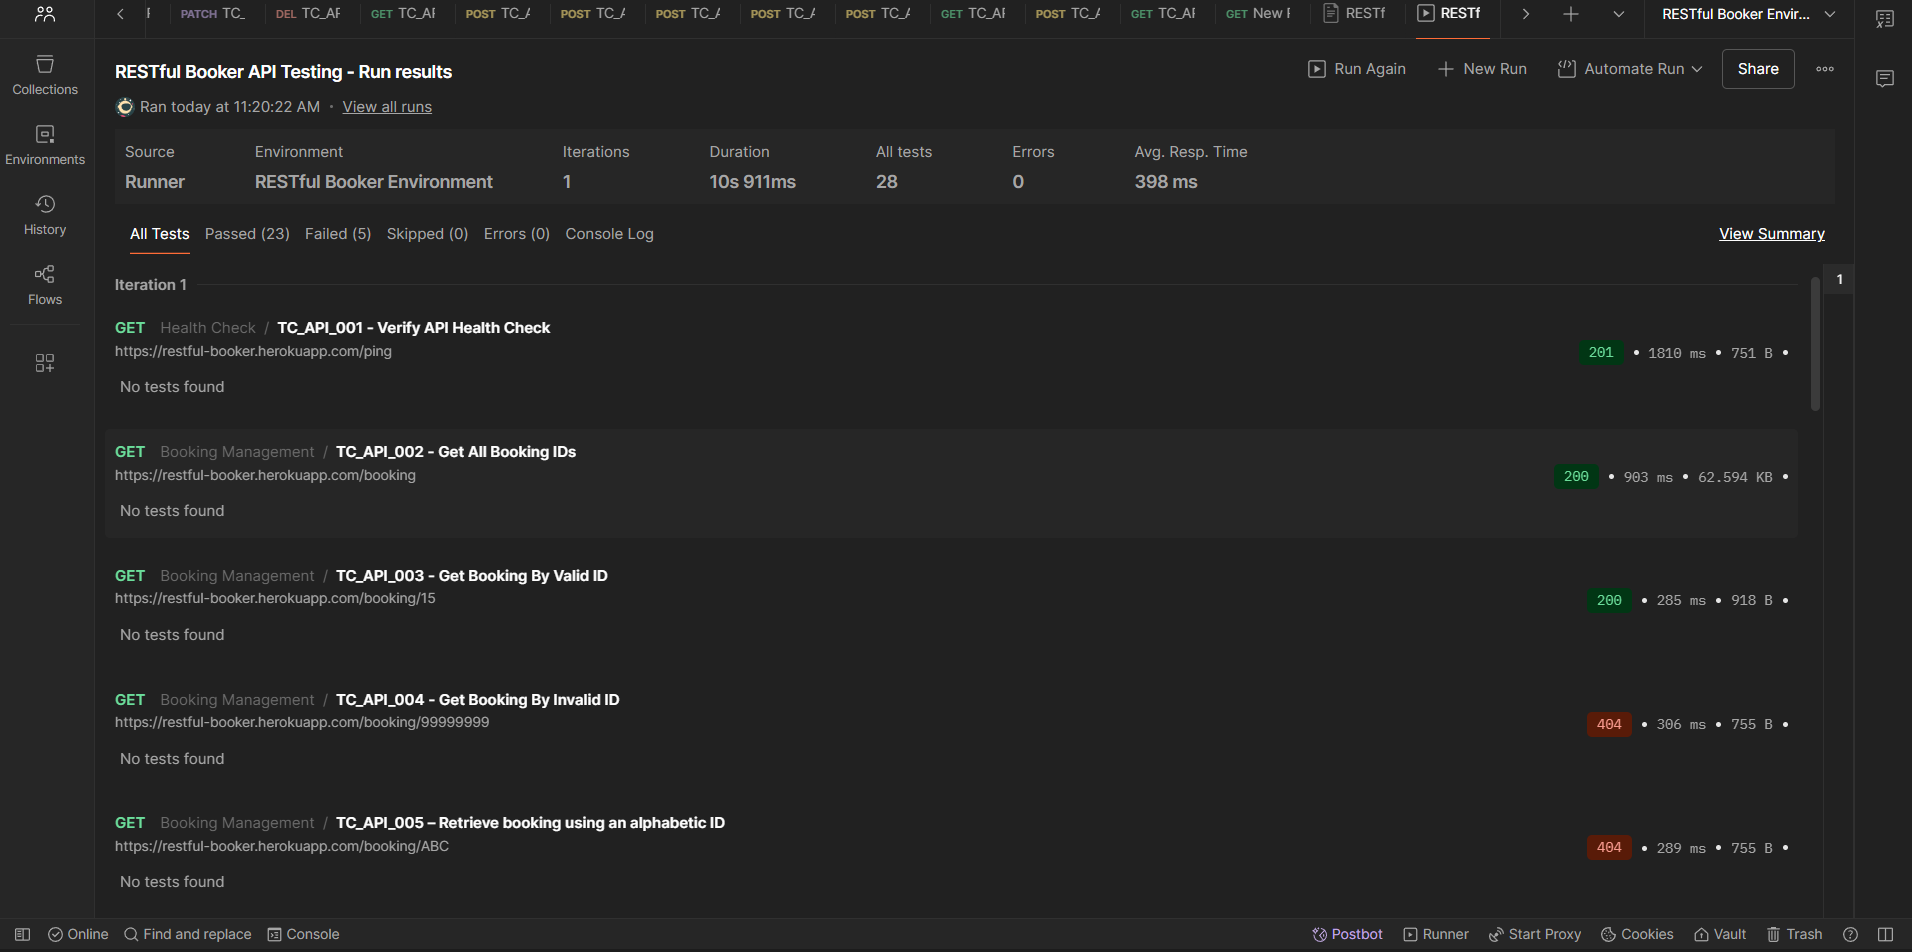 PATCH TC_
DEL TC_AF
GET TC_AF
POST TC_A
POST TC_A
POST TC_A
POST TC_A
POST TC_A
GET TC_AF
POST TC_A
GET TC_AF
GET New F
RESTf
RESTf
RESTful Booker Envir...
Collections
Environments
History
Flows
RESTful Booker API Testing - Run results
Run Again
New Run
Automate Run
Share
Ran today at 11:20:22 AM · View all runs
Source Environment Iterations Duration All tests Errors Avg. Resp. Time
Runner RESTful Booker Environment 1 10s 911ms 28 0 398 ms
All Tests Passed (23) Failed (5) Skipped (0) Errors (0) Console Log View Summary
Iteration 1
1
GET Health Check / TC_API_001 - Verify API Health Check
https://restful-booker.herokuapp.com/ping
201 • 1810 ms • 751 B •
No tests found
GET Booking Management / TC_API_002 - Get All Booking IDs
https://restful-booker.herokuapp.com/booking
200 • 903 ms • 62.594 KB •
No tests found
GET Booking Management / TC_API_003 - Get Booking By Valid ID
https://restful-booker.herokuapp.com/booking/15
200 • 285 ms • 918 B •
No tests found
GET Booking Management / TC_API_004 - Get Booking By Invalid ID
https://restful-booker.herokuapp.com/booking/99999999
404 • 306 ms • 755 B •
No tests found
GET Booking Management / TC_API_005 – Retrieve booking using an alphabetic ID
https://restful-booker.herokuapp.com/booking/ABC
404 • 289 ms • 755 B •
No tests found
Online Find and replace Console Postbot Runner Start Proxy Cookies Vault Trash